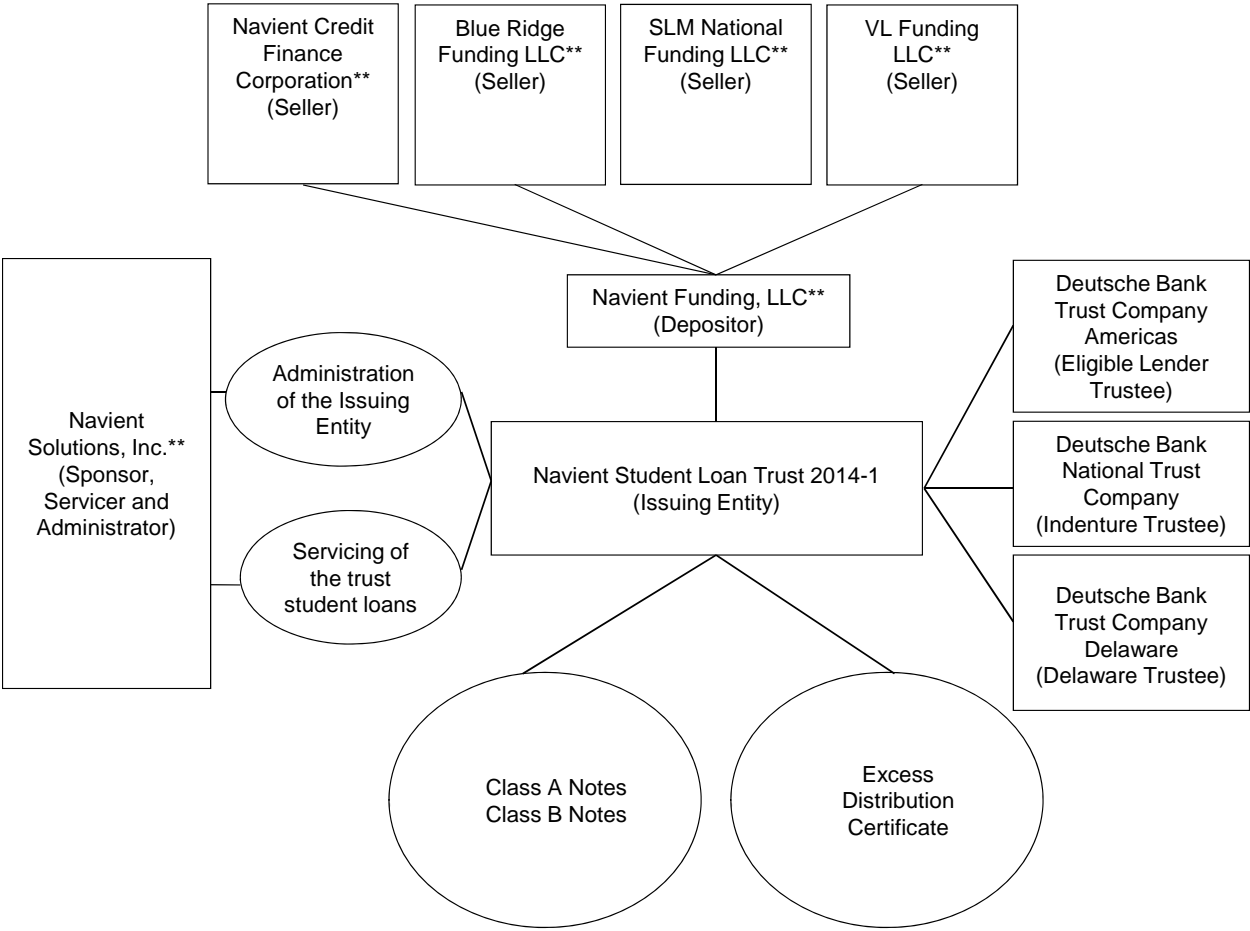 Navient Credit
Finance
Corporation**
(Seller)
Blue Ridge
Funding LLC**
(Seller)
SLM National
Funding LLC**
(Seller)
VL Funding
LLC**
(Seller)
Navient Funding, LLC**
(Depositor)
Navient
Solutions, Inc.**
(Sponsor,
Servicer and
Administrator)
Administration
of the Issuing
Entity
Servicing of
the trust
student loans
Navient Student Loan Trust 2014-1
(Issuing Entity)
Deutsche Bank
Trust Company
Americas
(Eligible Lender
Trustee)
Deutsche Bank
National Trust
Company
(Indenture Trustee)
Deutsche Bank
Trust Company
Delaware
(Delaware Trustee)
Class A Notes
Class B Notes
Excess
Distribution
Certificate